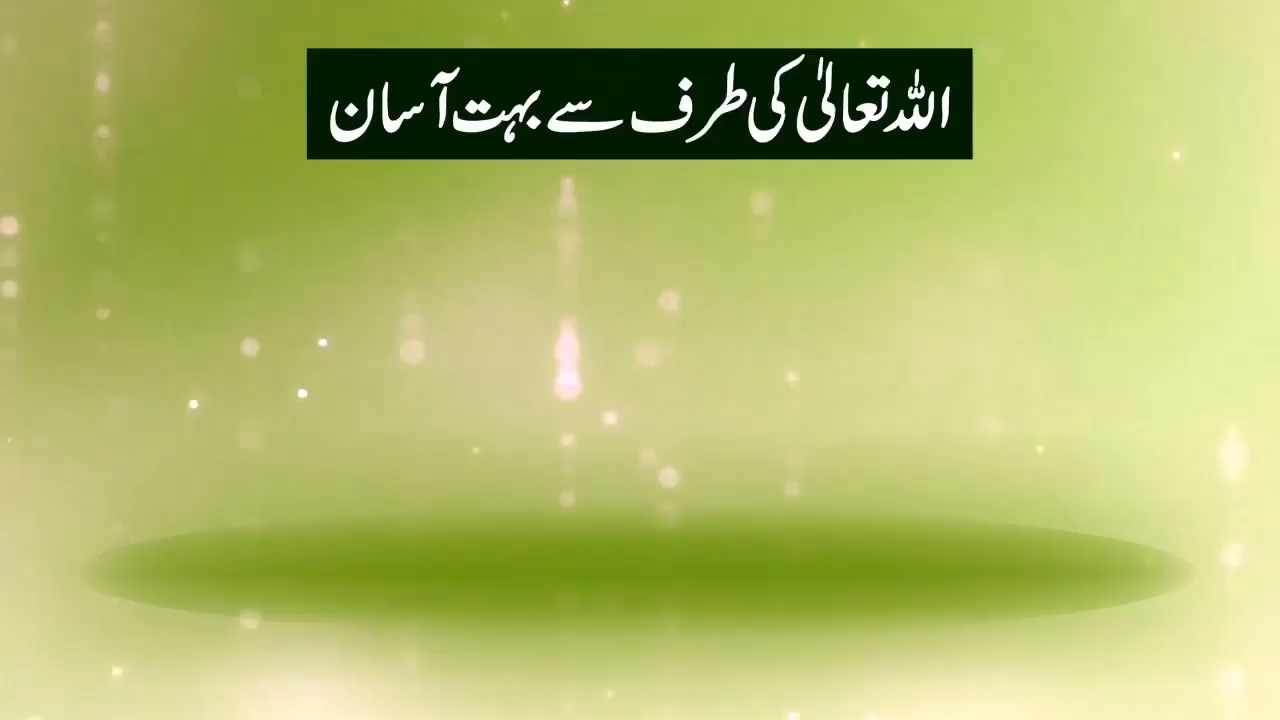 اللہ تعالیٰ کی طرف سے بہت آسان